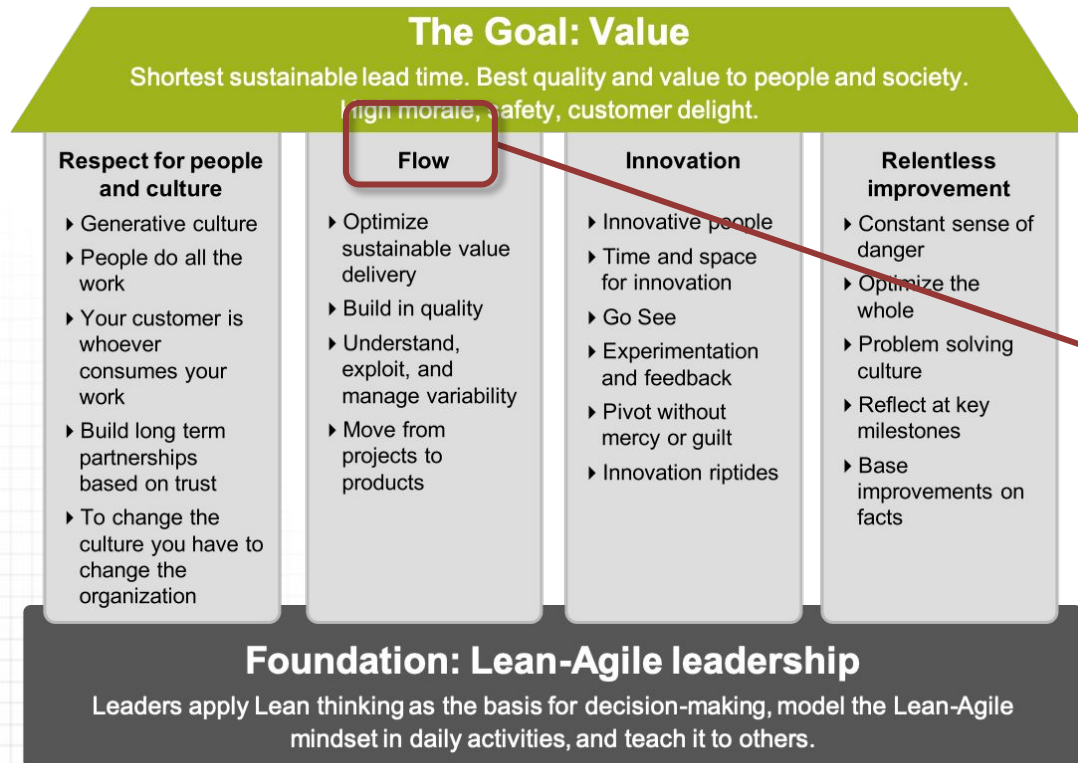 The Goal: Value
Shortest sustainable lead time. Best quality and value to people and society.
High morale, safety, customer delight.
Respect for people
and culture
Generative culture
People do all the
work
Your customer is
whoever
consumes your
work
Build long term
partnerships
based on trust
To change the
culture you have to
change the
organization
Flow
Optimize
sustainable value
delivery
Build in quality
Understand,
exploit, and
manage variability
Move from
projects to
products
Innovation
Innovative people
Time and space
for innovation
Go See
Experimentation
and feedback
Pivot without
mercy or guilt
Innovation riptides
Relentless
improvement
Constant sense of
danger
Optimize the
whole
Problem solving
culture
Reflect at key
milestones
Base
improvements on
facts
Foundation: Lean-Agile leadership
Leaders apply Lean thinking as the basis for decision-making, model the Lean-Agile
mindset in daily activities, and teach it to others.